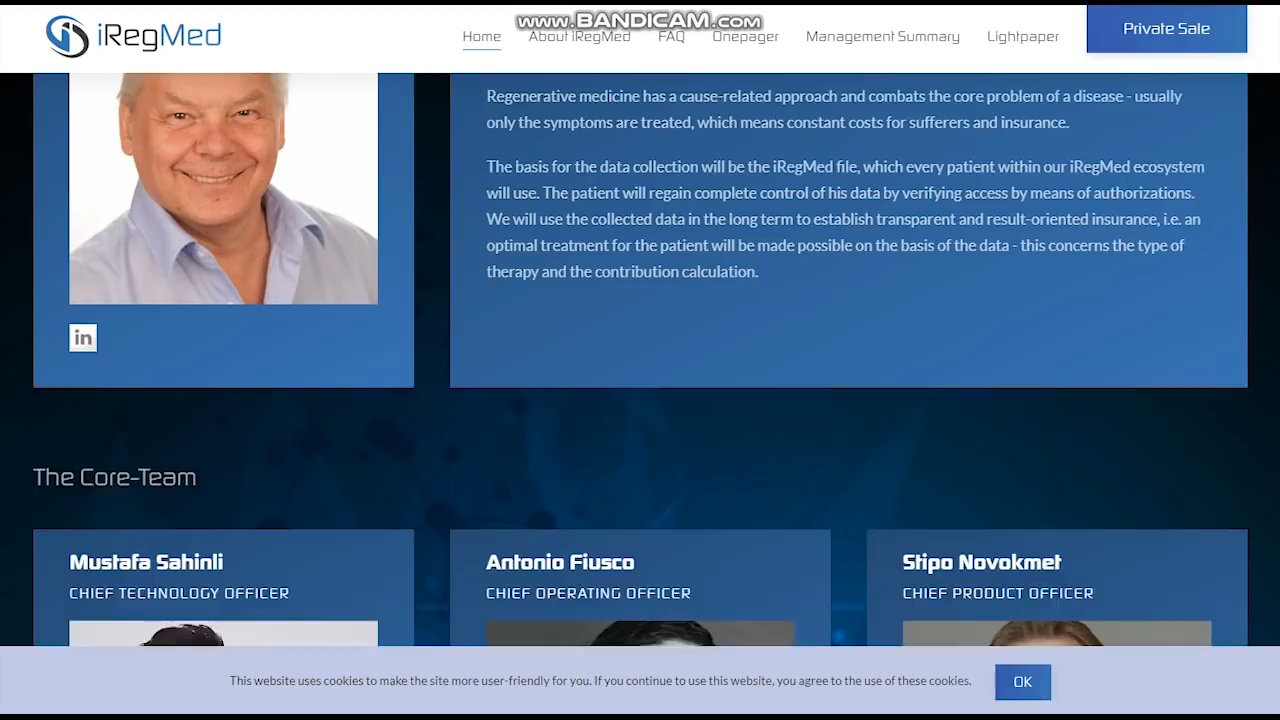 www.BANDICAM.com
iRegMed
Home
About iRegMed
FAQ
Onepager
Management Summary
Lightpaper
Private Sale
Regenerative medicine has a cause-related approach and combats the core problem of a disease - usually
only the symptoms are treated, which means constant costs for sufferers and insurance.
The basis for the data collection will be the iRegMed file, which every patient within our iRegMed ecosystem
will use. The patient will regain complete control of his data by verifying access by means of authorizations.
We will use the collected data in the long term to establish transparent and result-oriented insurance, i.e. an
optimal treatment for the patient will be made possible on the basis of the data - this concerns the type of
therapy and the contribution calculation.
in
The Core-Team
Mustafa Sahinli
CHIEF TECHNOLOGY OFFICER
Antonio Fiusco
CHIEF OPERATING OFFICER
Stipo Novokmet
CHIEF PRODUCT OFFICER
This website uses cookies to make the site more user-friendly for you. If you continue to use this website, you agree to the use of these cookies.
OK